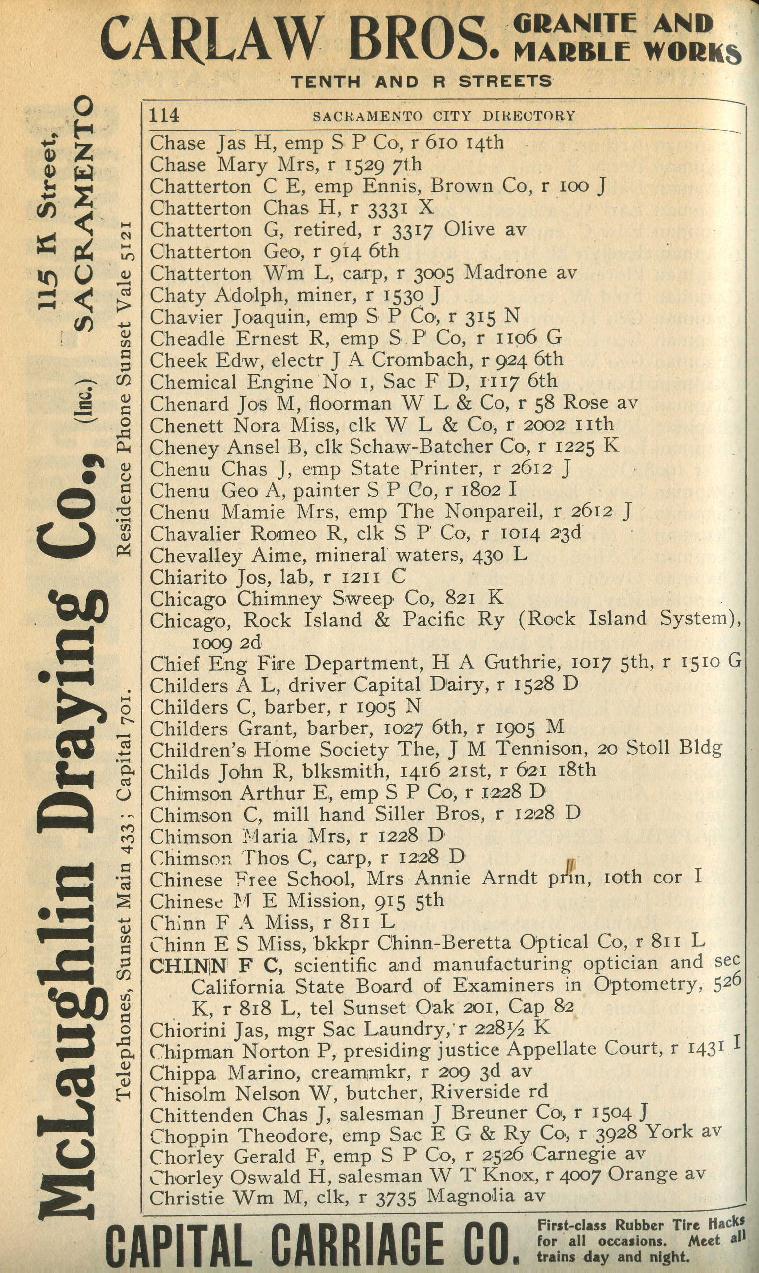 CARLAW BROS. GRANITE AND MARBLE WORKS
TENTH AND R STREETS
114 SACRAMENTO CITY DIRECTORY
Chase Jas H, emp S P Co, r 610 14th
Chase Mary Mrs, r 1529 7th
Chatterton C E, emp Ennis, Brown Co, r 100 J
Chatterton Chas H, r 3331 X
Chatterton G, retired, r 3317 Olive av
Chatterton Geo, r 914 6th
Chatterton Wm L, carp, r 3005 Madrone av
Chaty Adolph, miner, r 1530 J
Chavier Joaquin, emp S P Co, r 315 N
Cheadle Ernest R, emp S P Co, r 1106 G
Cheek Edw, electr J A Crombach, r 924 6th
Chemical Engine No 1, Sac F D, 1117 6th
Chenard Jos M, floorman W L & Co, r 58 Rose av
Chenett Nora Miss, clk W L & Co, r 2002 11th
Cheney Ansel B, clk Schaw-Batcher Co, r 1225 K
Chenu Chas J, emp State Printer, r 2612 J
Chenu Geo A, painter S P Co, r 1802 I
Chenu Mamie Mrs, emp The Nonpareil, r 2612 J
Chavalier Romeo R, clk S P Co, r 1014 23d
Chevalley Aime, mineral waters, 430 L
Chiarito Jos, lab, r 1211 C
Chicago Chimney Sweep Co, 821 K
Chicago, Rock Island & Pacific Ry (Rock Island System),
1009 2d
Chief Eng Fire Department, H A Guthrie, 1017 5th, r 1510 G
Childers A L, driver Capital Dairy, r 1528 D
Childers C, barber, r 1905 N
Childers Grant, barber, 1027 6th, r 1905 M
Children's Home Society The, J M Tennison, 20 Stoll Bldg
Childs John R, blksmith, 1416 21st, r 621 18th
Chimson Arthur E, emp S P Co, r 1228 D
Chimson C, mill hand Siller Bros, r 1228 D
Chimson Maria Mrs, r 1228 D
Chimson Thos C, carp, r 1228 D
Chinese Free School, Mrs Annie Arndt prin, 10th cor I
Chinese M E Mission, 915 5th
Chinn F A Miss, r 811 L
Chinn E S Miss, bkkpr Chinn-Beretta Optical Co, r 811 L
CHINN F C, scientific and manufacturing optician and sec
California State Board of Examiners in Optometry, 526
K, r 818 L, tel Sunset Oak 201, Cap 82
Chiorini Jas, mgr Sac Laundry, r 228½ K
Chipman Norton P, presiding justice Appellate Court, r 1431 I
Chippa Marino, creammkr, r 209 3d av
Chisolm Nelson W, butcher, Riverside rd
Chittenden Chas J, salesman J Breuner Co, r 1504 J
Choppin Theodore, emp Sac E G & Ry Co, r 3928 York av
Chorley Gerald F, emp S P Co, r 2526 Carnegie av
Chorley Oswald H, salesman W T Knox, r 4007 Orange av
Christie Wm M, clk, r 3735 Magnolia av
McLaughlin Draying Co., (Inc.) 115 K Street, SACRAMENTO
Telephones, Sunset Main 433; Capital 701. Residence Phone Sunset Vale 5121
CAPITAL CARRIAGE CO. First-class Rubber Tire Hacks
for all occasions. Meet all
trains day and night.